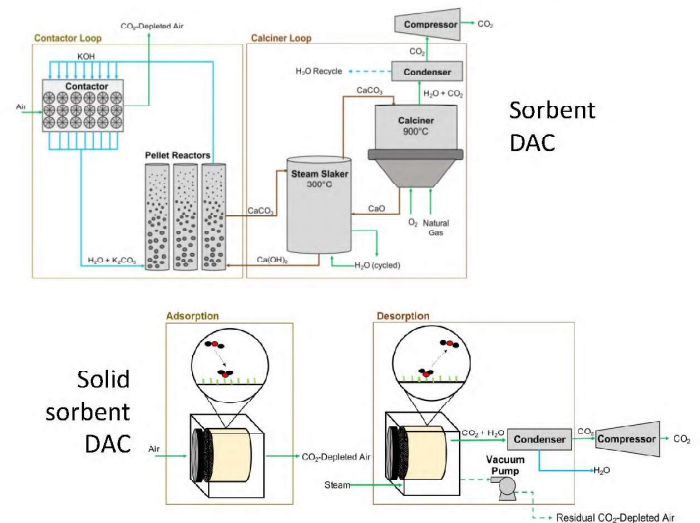 CO₂-Depleted Air
Contactor Loop
Calciner Loop
Compressor
CO₂
KOH
CO₂
H₂O Recycle
Condenser
Contactor
CaCO₃
H₂O + CO₂
Air
Calciner
900°C
Sorbent
DAC
Pellet Reactors
Steam Slaker
300°C
CaCO₃
CaO
O₂
Natural
Gas
H₂O + K₂CO₃
Ca(OH)₂
H₂O (cycled)
Adsorption
Desorption
Solid
sorbent
DAC
CO₂ + H₂O
Condenser
CO₂
Compressor
CO₂
Air
CO₂-Depleted Air
Vacuum
Pump
H₂O
Steam
Residual CO₂-Depleted Air